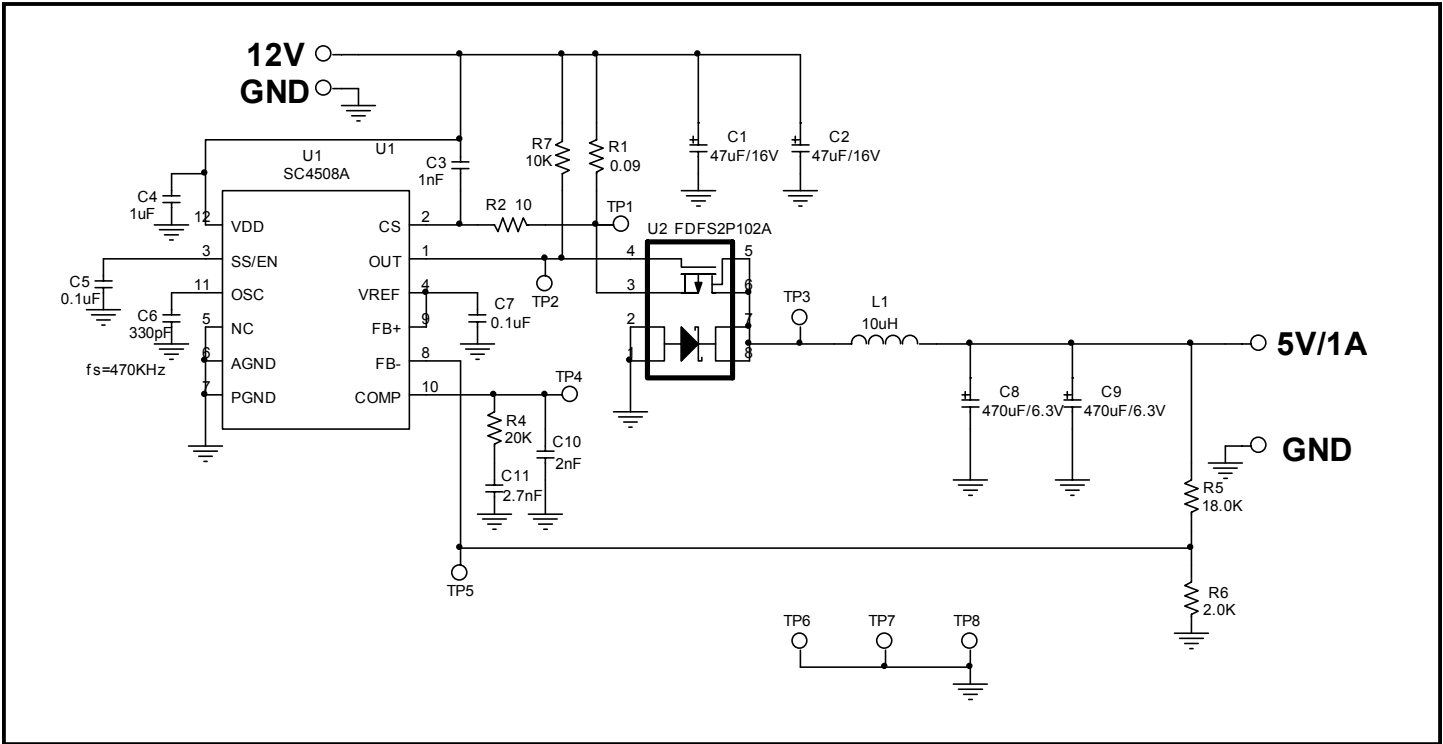 12V
GND
U1
U1
SC4508A
C4
1uF
C5
0.1uF
C6
330pF
fs=470KHz
12 VDD
3 SS/EN
11 OSC
5 NC
6 AGND
7 PGND
CS 2
OUT 1
VREF 4
FB+ 9
FB- 8
COMP 10
C3
1nF
R2 10
R7
10K
R1
0.09
TP1
TP2
C7
0.1uF
C1
47uF/16V
C2
47uF/16V
U2 FDFS2P102A
4
3
2
1
5
6
7
8
TP3
L1
10uH
5V/1A
C8
470uF/6.3V
C9
470uF/6.3V
GND
TP4
R4
20K
C10
2nF
C11
2.7nF
R5
18.0K
TP5
R6
2.0K
TP6
TP7
TP8